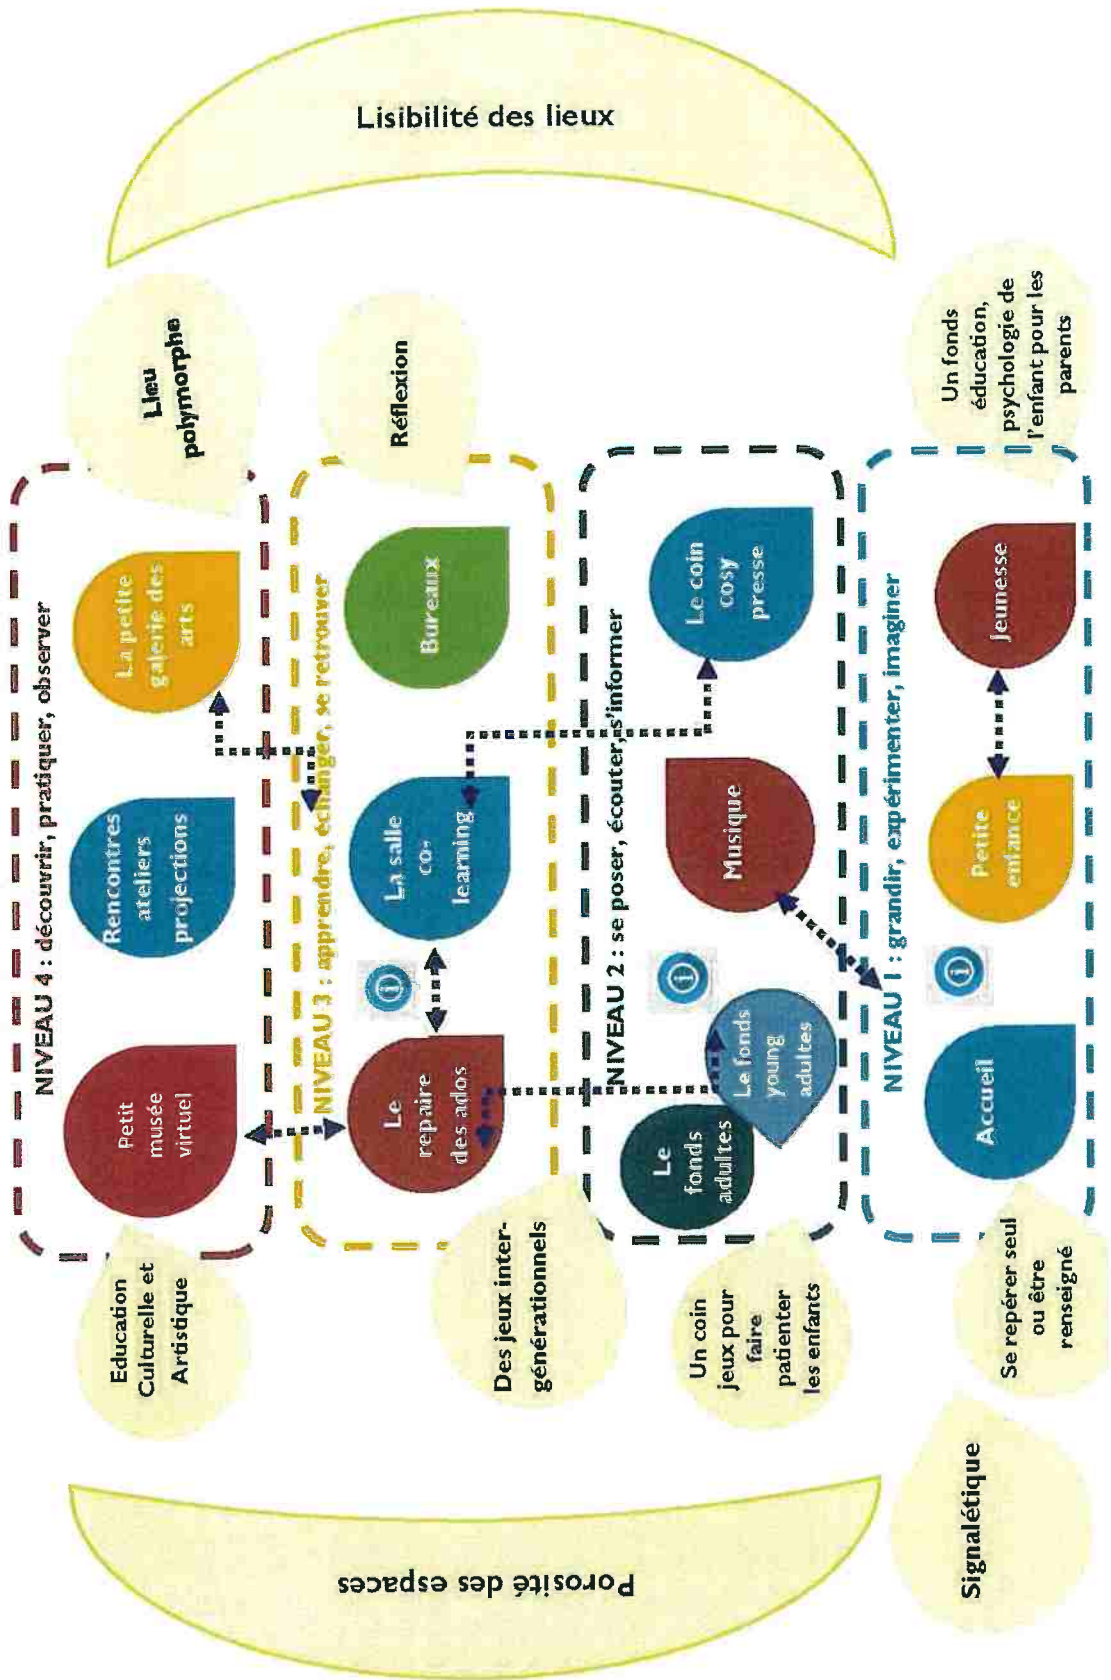 Lisibilité des lieux
NIVEAU 4 : découvrir, pratiquer, observer
Education
Culturelle et
Artistique
Petit
musée
virtuel
Rencontres
ateliers
projections
La petite
galerie des
arts
Lieu
polymorphe
NIVEAU 3 : apprendre, échanger, se retrouver
Des jeux inter-
générationnels
Le
repaire
des ados
La salle
co-
learning
Bureaux
Réflexion
NIVEAU 2 : se poser, écouter, s'informer
Un coin
jeux pour
faire
patienter
les enfants
Le
fonds
adultes
Le fonds
young
adultes
Musique
Le coin
cosy
presse
NIVEAU 1 : grandir, expérimenter, imaginer
Se repérer seul
ou être
renseigné
Accueil
Petite
enfance
Jeunesse
Un fonds
éducation,
psychologie de
l'enfant pour les
parents
Signalétique
Porosité des espaces